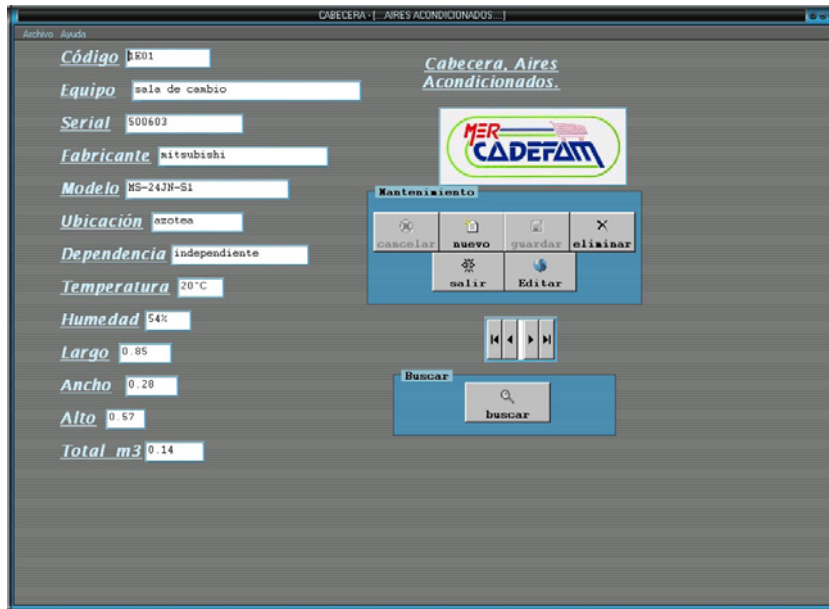 CABECERA - [....AIRES ACONDICIONADOS....]
Archivo Ayuda
Código 1E01
Equipo sala de cambio
Serial 500603
Fabricante mitsubishi
Modelo MS-24JN-S1
Ubicación azotea
Dependencia independiente
Temperatura 20°C
Humedad 54%
Largo 0.85
Ancho 0.28
Alto 0.57
Total m3 0.14
Cabecera, Aires
Acondicionados.
MER
CADEFAM
Mantenimiento
cancelar nuevo guardar eliminar
salir Editar
Buscar
buscar